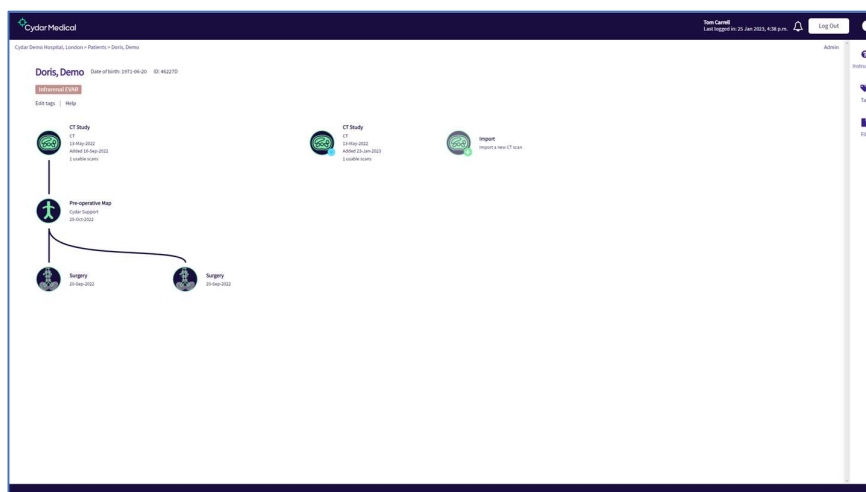 Cydar Medical
Tom Carrell
Last logged in: 25 Jan 2023, 4:38 p.m.
Log Out
Cydar Demo Hospital, London > Patients > Doris, Demo
Admin
Doris, Demo Date of birth: 1971-06-20 ID: 46227D
Infrarenal EVAR
Edit tags | Help
CT Study
CT
13-May-2022
Added 16-Sep-2022
1 usable scans
CT Study
CT
13-May-2022
Added 23-Jan-2023
1 usable scans
Import
Import a new CT scan
Pre-operative Map
Cydar Support
25-Oct-2022
Surgery
20-Sep-2022
Surgery
20-Sep-2022